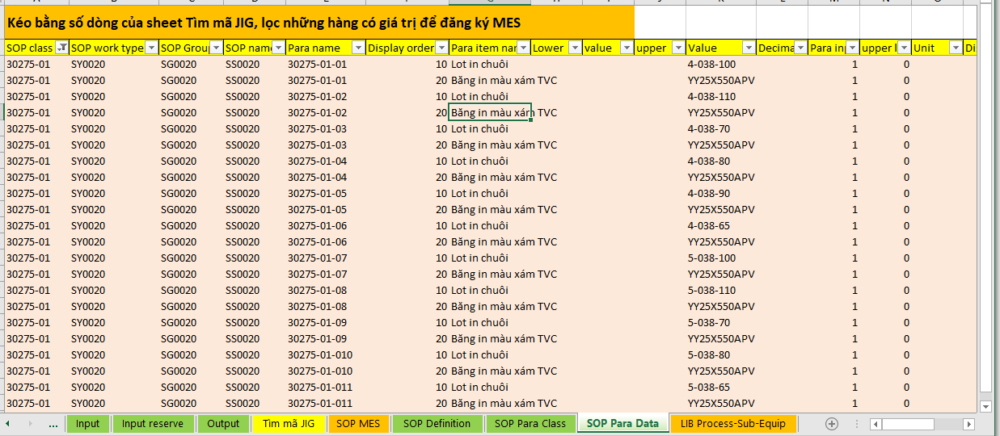 Kéo bằng số dòng của sheet Tìm mã JIG, lọc những hàng có giá trị để đăng ký MES
SOP class SOP work type SOP Grou SOP name Para name Display order Para item nar Lower value upper Value Decima Para in upper l Unit Di
30275-01 SY0020 SG0020 SS0020 30275-01-01 10 Lot in chuôi 4-038-100 1 0
30275-01 SY0020 SG0020 SS0020 30275-01-01 20 Băng in màu xám TVC YY25X550APV 1 0
30275-01 SY0020 SG0020 SS0020 30275-01-02 10 Lot in chuôi 4-038-110 1 0
30275-01 SY0020 SG0020 SS0020 30275-01-02 20 Băng in màu xám TVC YY25X550APV 1 0
30275-01 SY0020 SG0020 SS0020 30275-01-03 10 Lot in chuôi 4-038-70 1 0
30275-01 SY0020 SG0020 SS0020 30275-01-03 20 Băng in màu xám TVC YY25X550APV 1 0
30275-01 SY0020 SG0020 SS0020 30275-01-04 10 Lot in chuôi 4-038-80 1 0
30275-01 SY0020 SG0020 SS0020 30275-01-04 20 Băng in màu xám TVC YY25X550APV 1 0
30275-01 SY0020 SG0020 SS0020 30275-01-05 10 Lot in chuôi 4-038-90 1 0
30275-01 SY0020 SG0020 SS0020 30275-01-05 20 Băng in màu xám TVC YY25X550APV 1 0
30275-01 SY0020 SG0020 SS0020 30275-01-06 10 Lot in chuôi 4-038-65 1 0
30275-01 SY0020 SG0020 SS0020 30275-01-06 20 Băng in màu xám TVC YY25X550APV 1 0
30275-01 SY0020 SG0020 SS0020 30275-01-07 10 Lot in chuôi 5-038-100 1 0
30275-01 SY0020 SG0020 SS0020 30275-01-07 20 Băng in màu xám TVC YY25X550APV 1 0
30275-01 SY0020 SG0020 SS0020 30275-01-08 10 Lot in chuôi 5-038-110 1 0
30275-01 SY0020 SG0020 SS0020 30275-01-08 20 Băng in màu xám TVC YY25X550APV 1 0
30275-01 SY0020 SG0020 SS0020 30275-01-09 10 Lot in chuôi 5-038-70 1 0
30275-01 SY0020 SG0020 SS0020 30275-01-09 20 Băng in màu xám TVC YY25X550APV 1 0
30275-01 SY0020 SG0020 SS0020 30275-01-010 10 Lot in chuôi 5-038-80 1 0
30275-01 SY0020 SG0020 SS0020 30275-01-010 20 Băng in màu xám TVC YY25X550APV 1 0
30275-01 SY0020 SG0020 SS0020 30275-01-011 10 Lot in chuôi 5-038-65 1 0
30275-01 SY0020 SG0020 SS0020 30275-01-011 20 Băng in màu xám TVC YY25X550APV 1 0
... Input Input reserve Output Tìm mã JIG SOP MES SOP Definition SOP Para Class SOP Para Data LIB Process-Sub-Equip